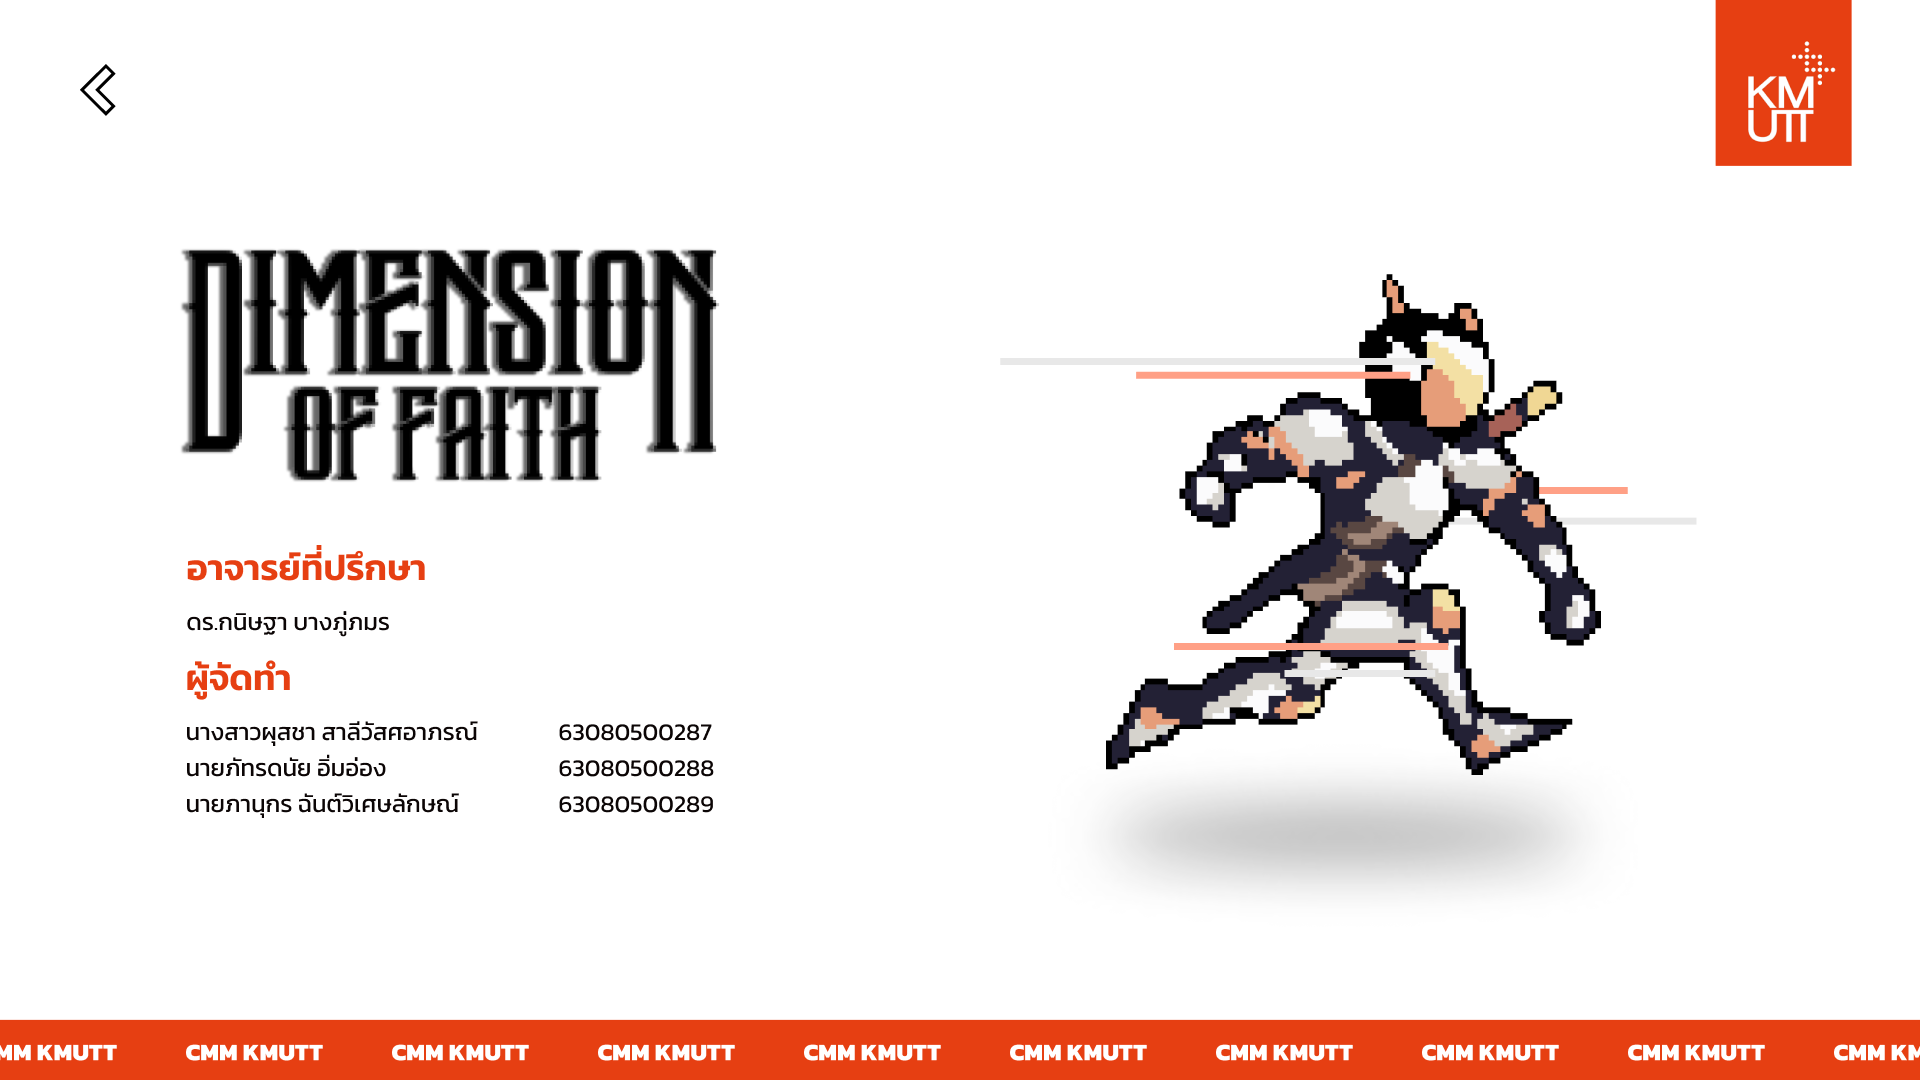 KM
UTT
DIMENSION
OF FAITH
อาจารย์ที่ปรึกษา
ดร.กนิษฐา บางภู่ภมร
ผู้จัดทำ
นางสาวผุสชา สาลีวัสศอาภรณ์ 63080500287
นายภัทรดนัย อิ่มอ่อง 63080500288
นายภานุกร ฉันต์วิเศษลักษณ์ 63080500289
MM KMUTT CMM KMUTT CMM KMUTT CMM KMUTT CMM KMUTT CMM KMUTT CMM KMUTT CMM KMUTT CMM KMUTT CMM KM